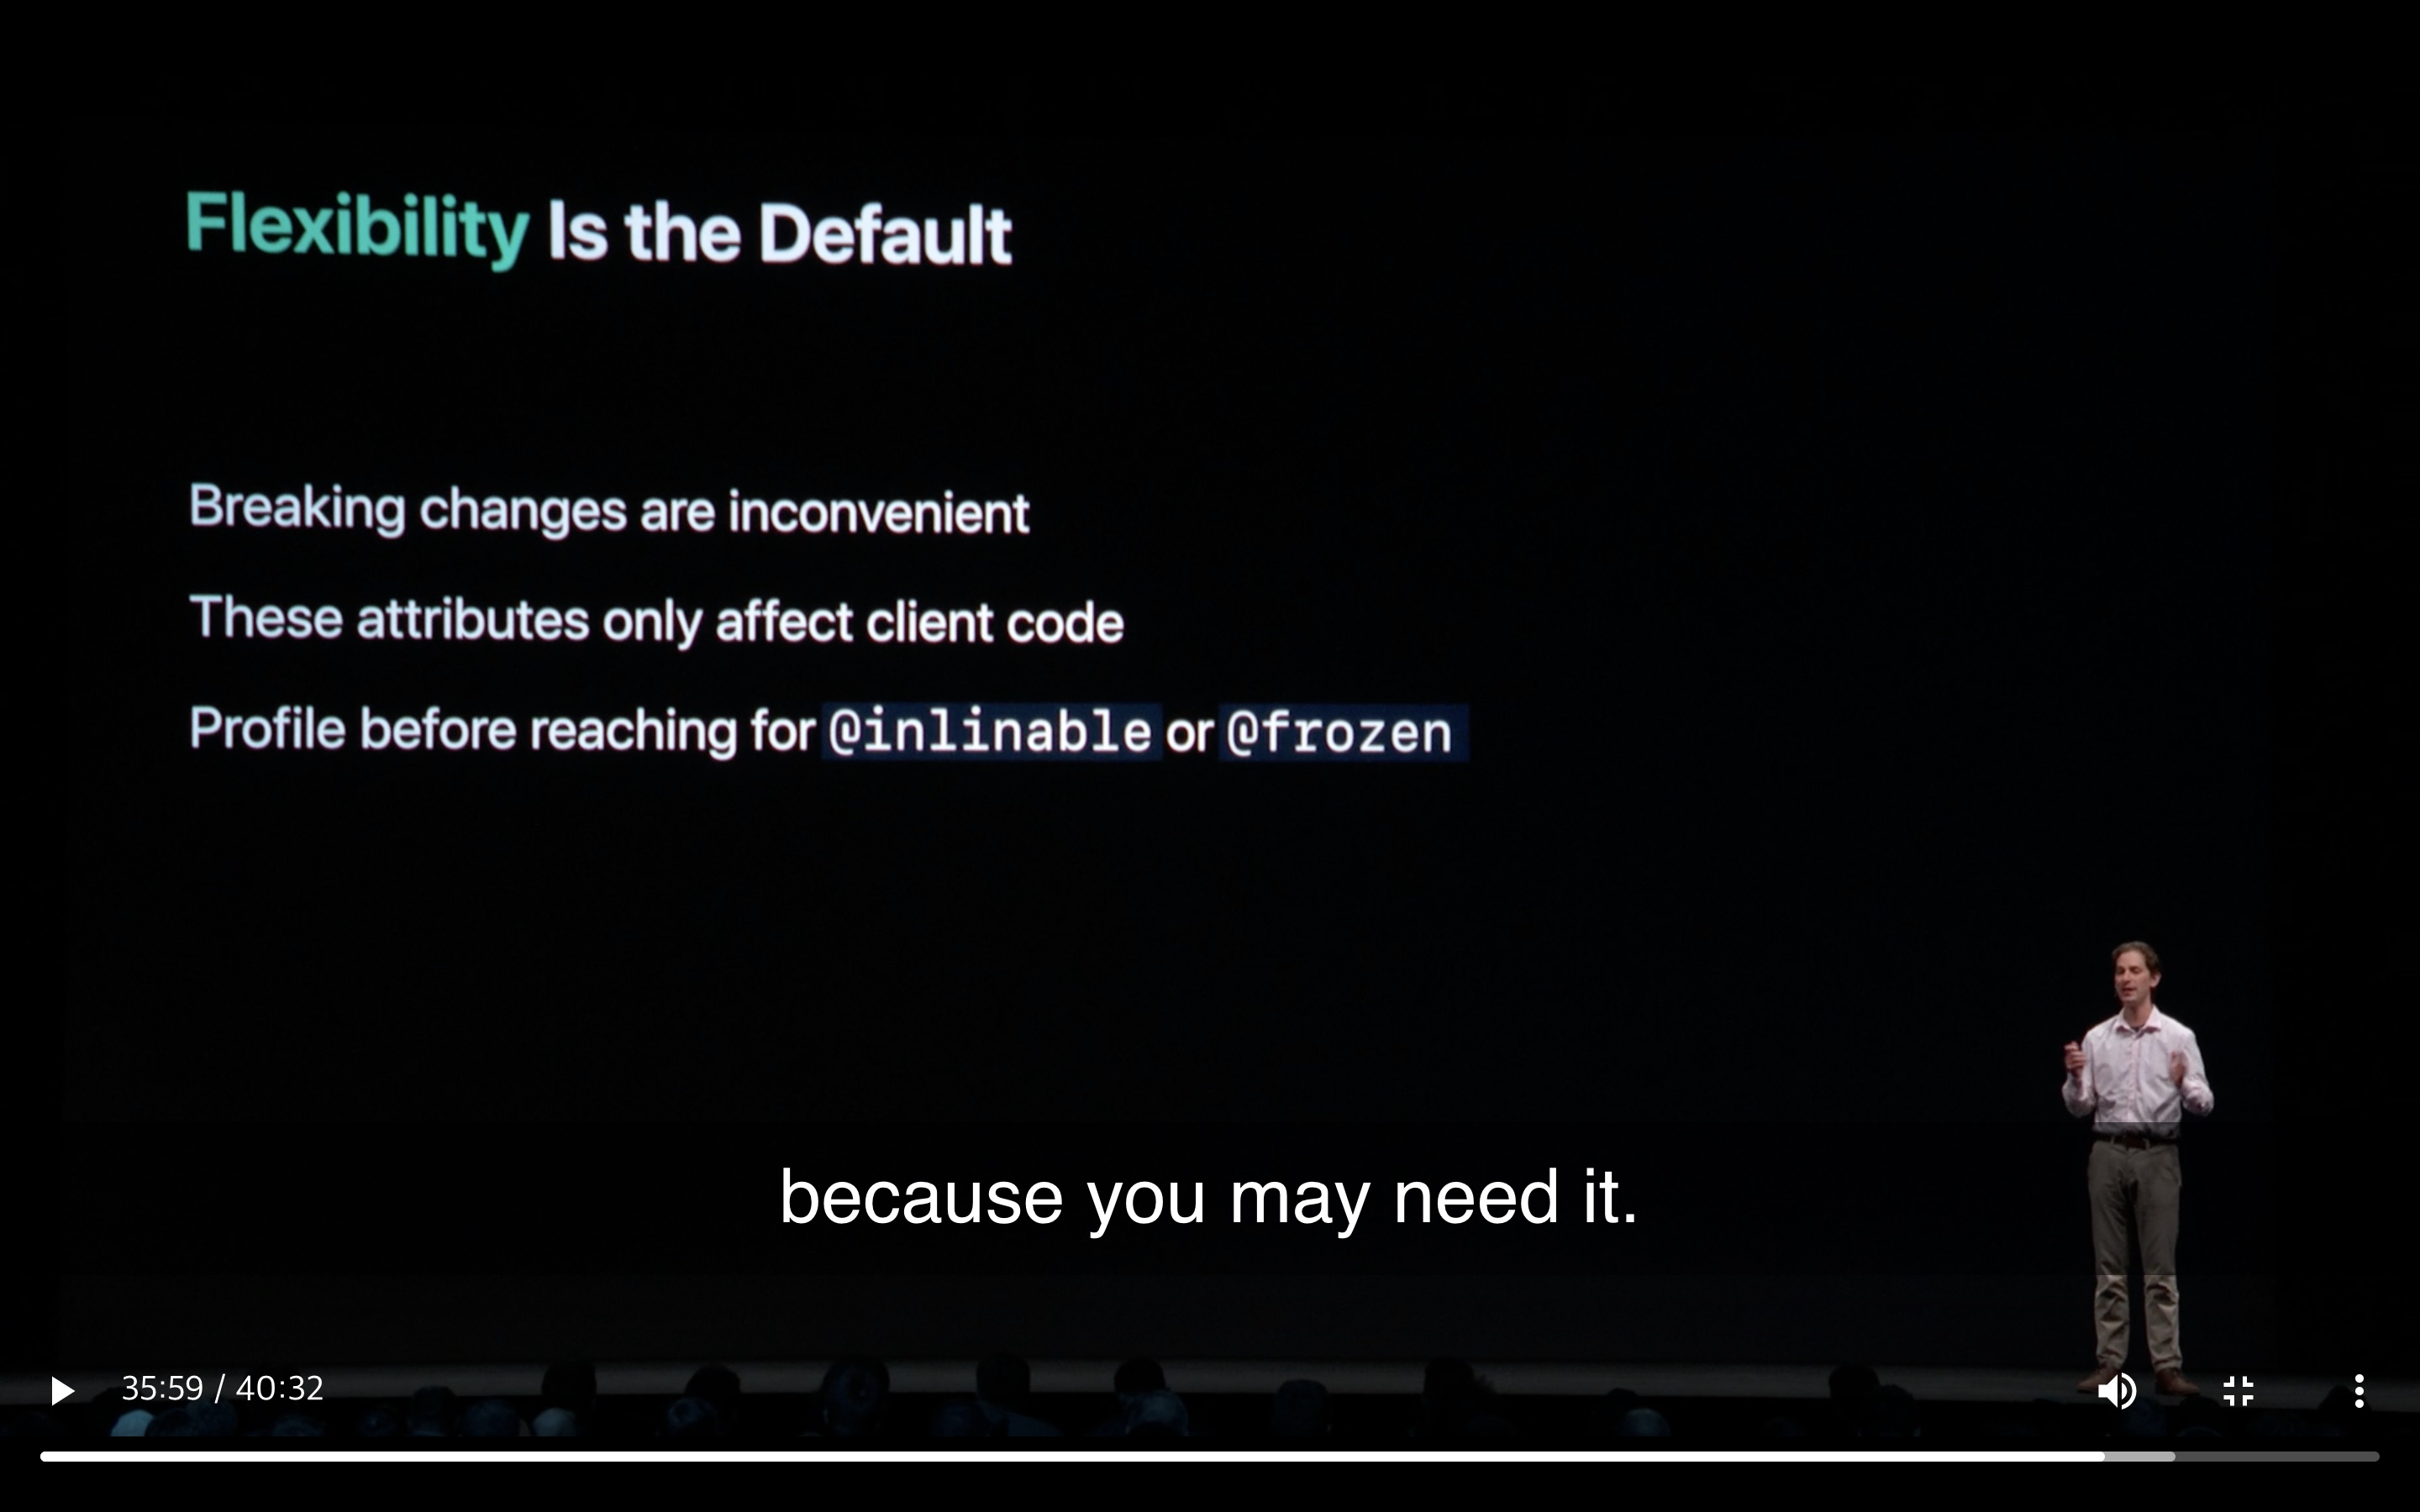 Flexibility Is the Default
Breaking changes are inconvenient
These attributes only affect client code
Profile before reaching for @inlinable or @frozen
because you may need it.
35:59 / 40:32